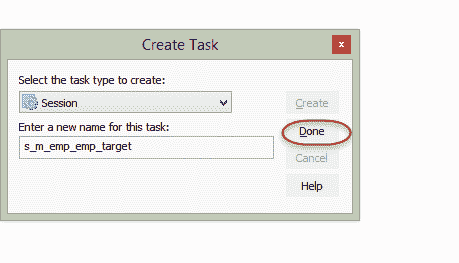 Create Task
x
Select the task type to create:
Session
Create
Enter a new name for this task:
Done
s_m_emp_emp_target
Cancel
Help